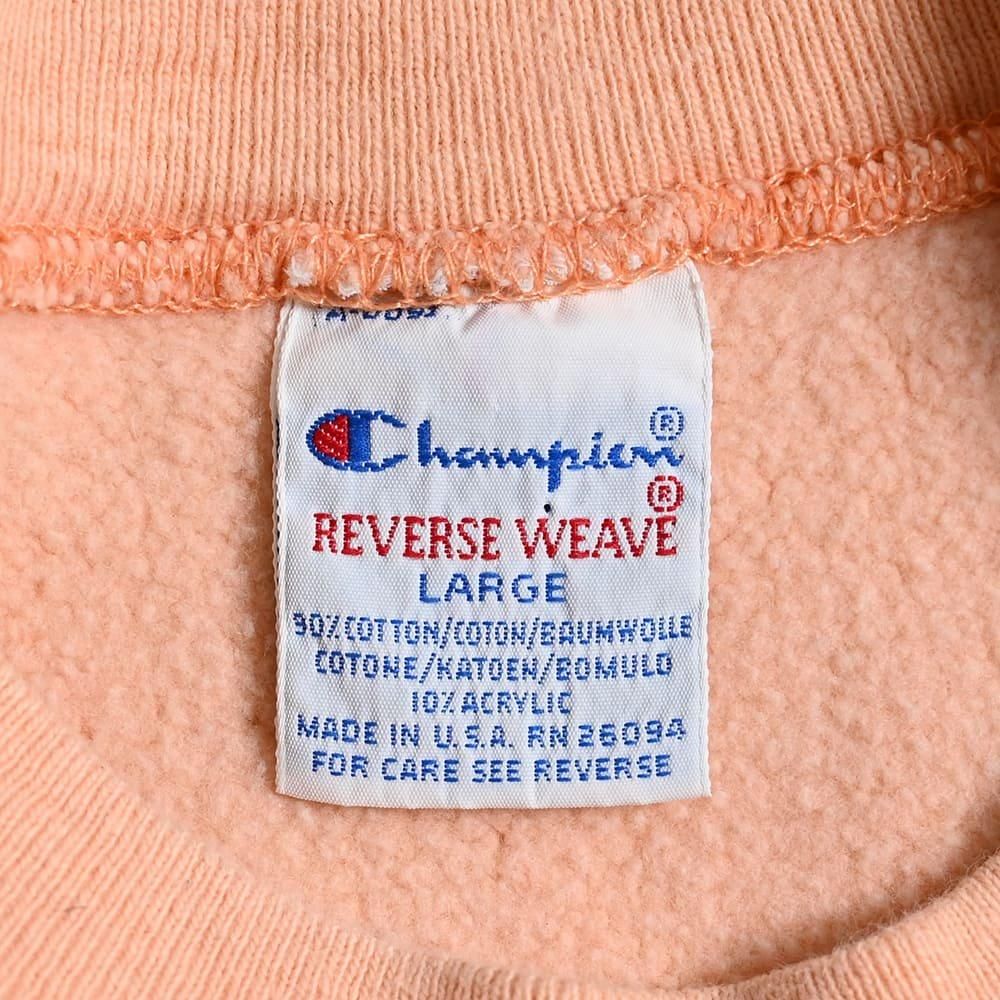 Champion®
REVERSE WEAVE®
LARGE
90% COTTON/COTON/BAUMWOLLE
COTONE/KATOEN/BOMULD
10% ACRYLIC
MADE IN U.S.A. RN 26094
FOR CARE SEE REVERSE